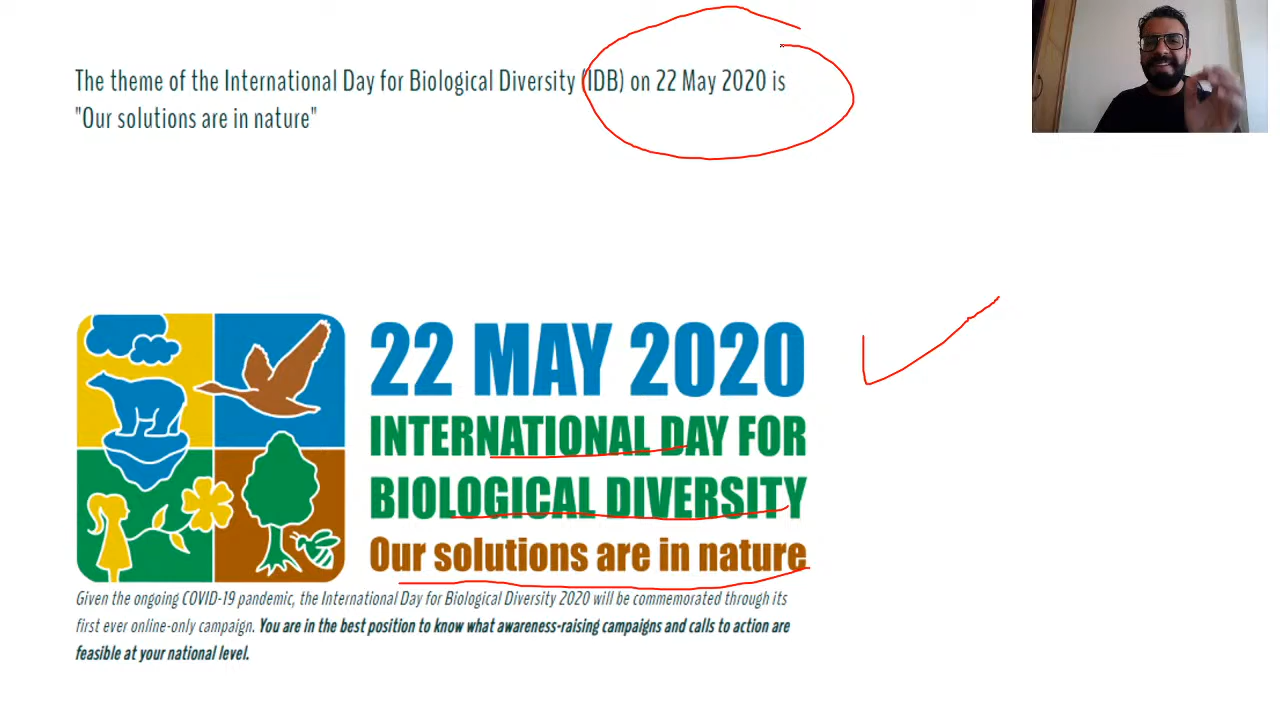 The theme of the International Day for Biological Diversity (IDB) on 22 May 2020 is
"Our solutions are in nature"
22 MAY 2020
INTERNATIONAL DAY FOR
BIOLOGICAL DIVERSITY
Our solutions are in nature
Given the ongoing COVID-19 pandemic, the International Day for Biological Diversity 2020 will be commemorated through its
first ever online-only campaign. You are in the best position to know what awareness-raising campaigns and calls to action are
feasible at your national level.